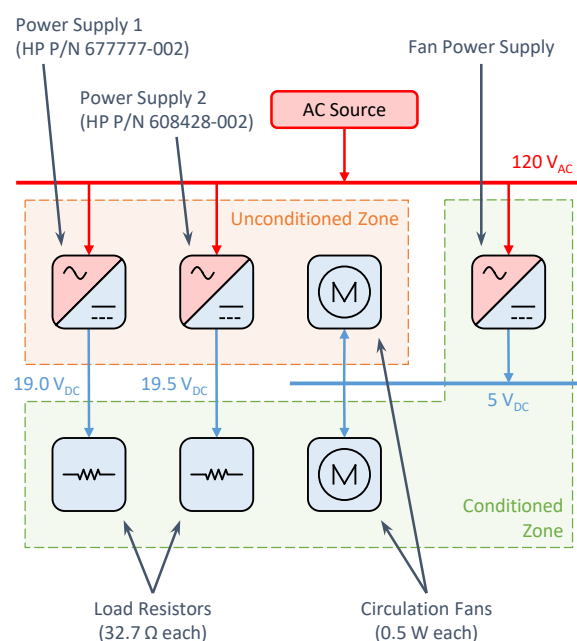 Power Supply 1
(HP P/N 677777-002)
Fan Power Supply
Power Supply 2
(HP P/N 608428-002)
AC Source
120 VAC
Unconditioned Zone
M
19.0 VDC
19.5 VDC
5 VDC
M
Conditioned
Zone
Load Resistors
(32.7 Ω each)
Circulation Fans
(0.5 W each)